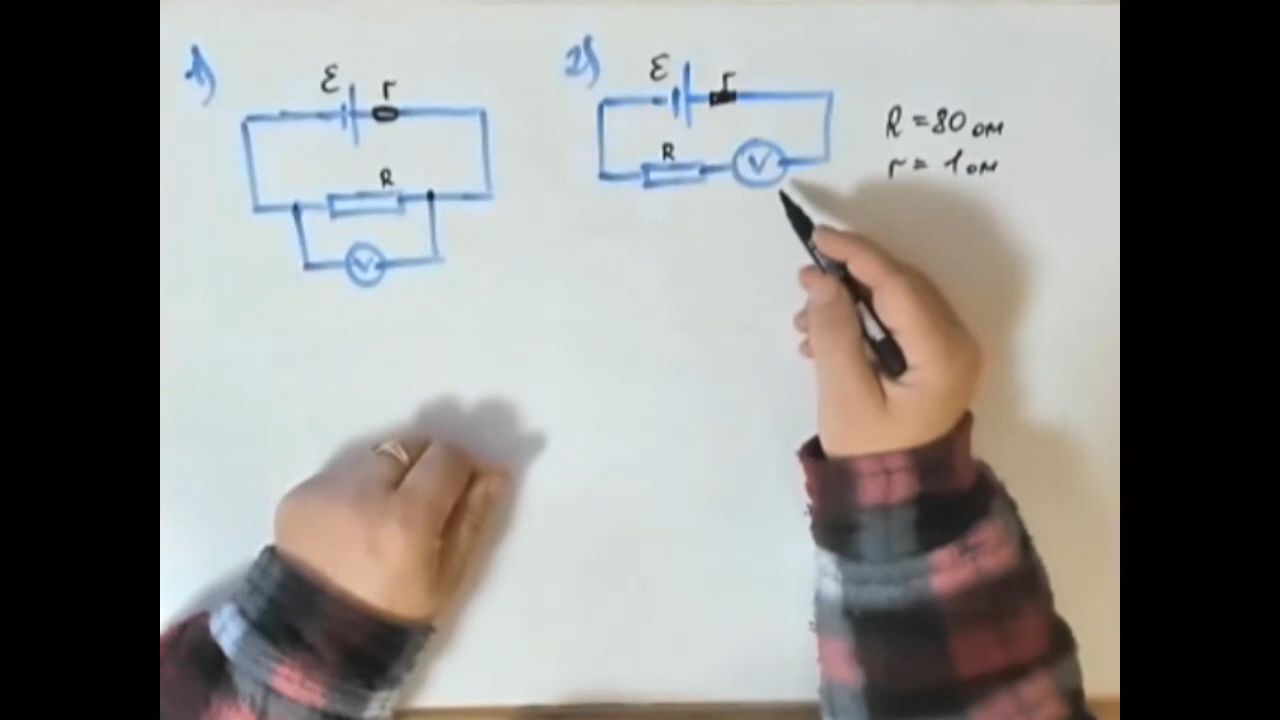 1)
ε r
R
V
2)
ε r
R
V
R = 80 ом
r = 1 ом